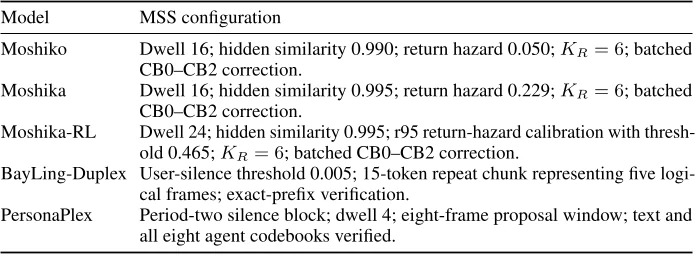 Model MSS configuration
Moshiko Dwell 16; hidden similarity 0.990; return hazard 0.050; K_R = 6; batched
CB0–CB2 correction.
Moshika Dwell 16; hidden similarity 0.995; return hazard 0.229; K_R = 6; batched
CB0–CB2 correction.
Moshika-RL Dwell 24; hidden similarity 0.995; r95 return-hazard calibration with thresh-
old 0.465; K_R = 6; batched CB0–CB2 correction.
BayLing-Duplex User-silence threshold 0.005; 15-token repeat chunk representing five logi-
cal frames; exact-prefix verification.
PersonaPlex Period-two silence block; dwell 4; eight-frame proposal window; text and
all eight agent codebooks verified.